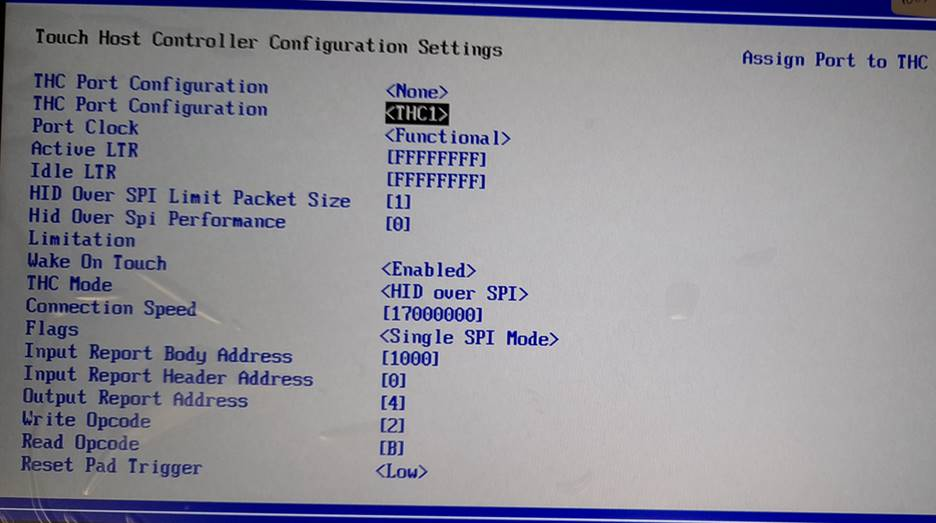 Touch Host Controller Configuration Settings
Assign Port to THC
THC Port Configuration <None>
THC Port Configuration <THC1>
Port Clock <Functional>
Active LTR [FFFFFFFF]
Idle LTR [FFFFFFFF]
HID Over SPI Limit Packet Size [1]
Hid Over Spi Performance [0]
Limitation
Wake On Touch <Enabled>
THC Mode <HID over SPI>
Connection Speed [17000000]
Flags <Single SPI Mode>
Input Report Body Address [1000]
Input Report Header Address [0]
Output Report Address [4]
Write Opcode [2]
Read Opcode [B]
Reset Pad Trigger <Low>